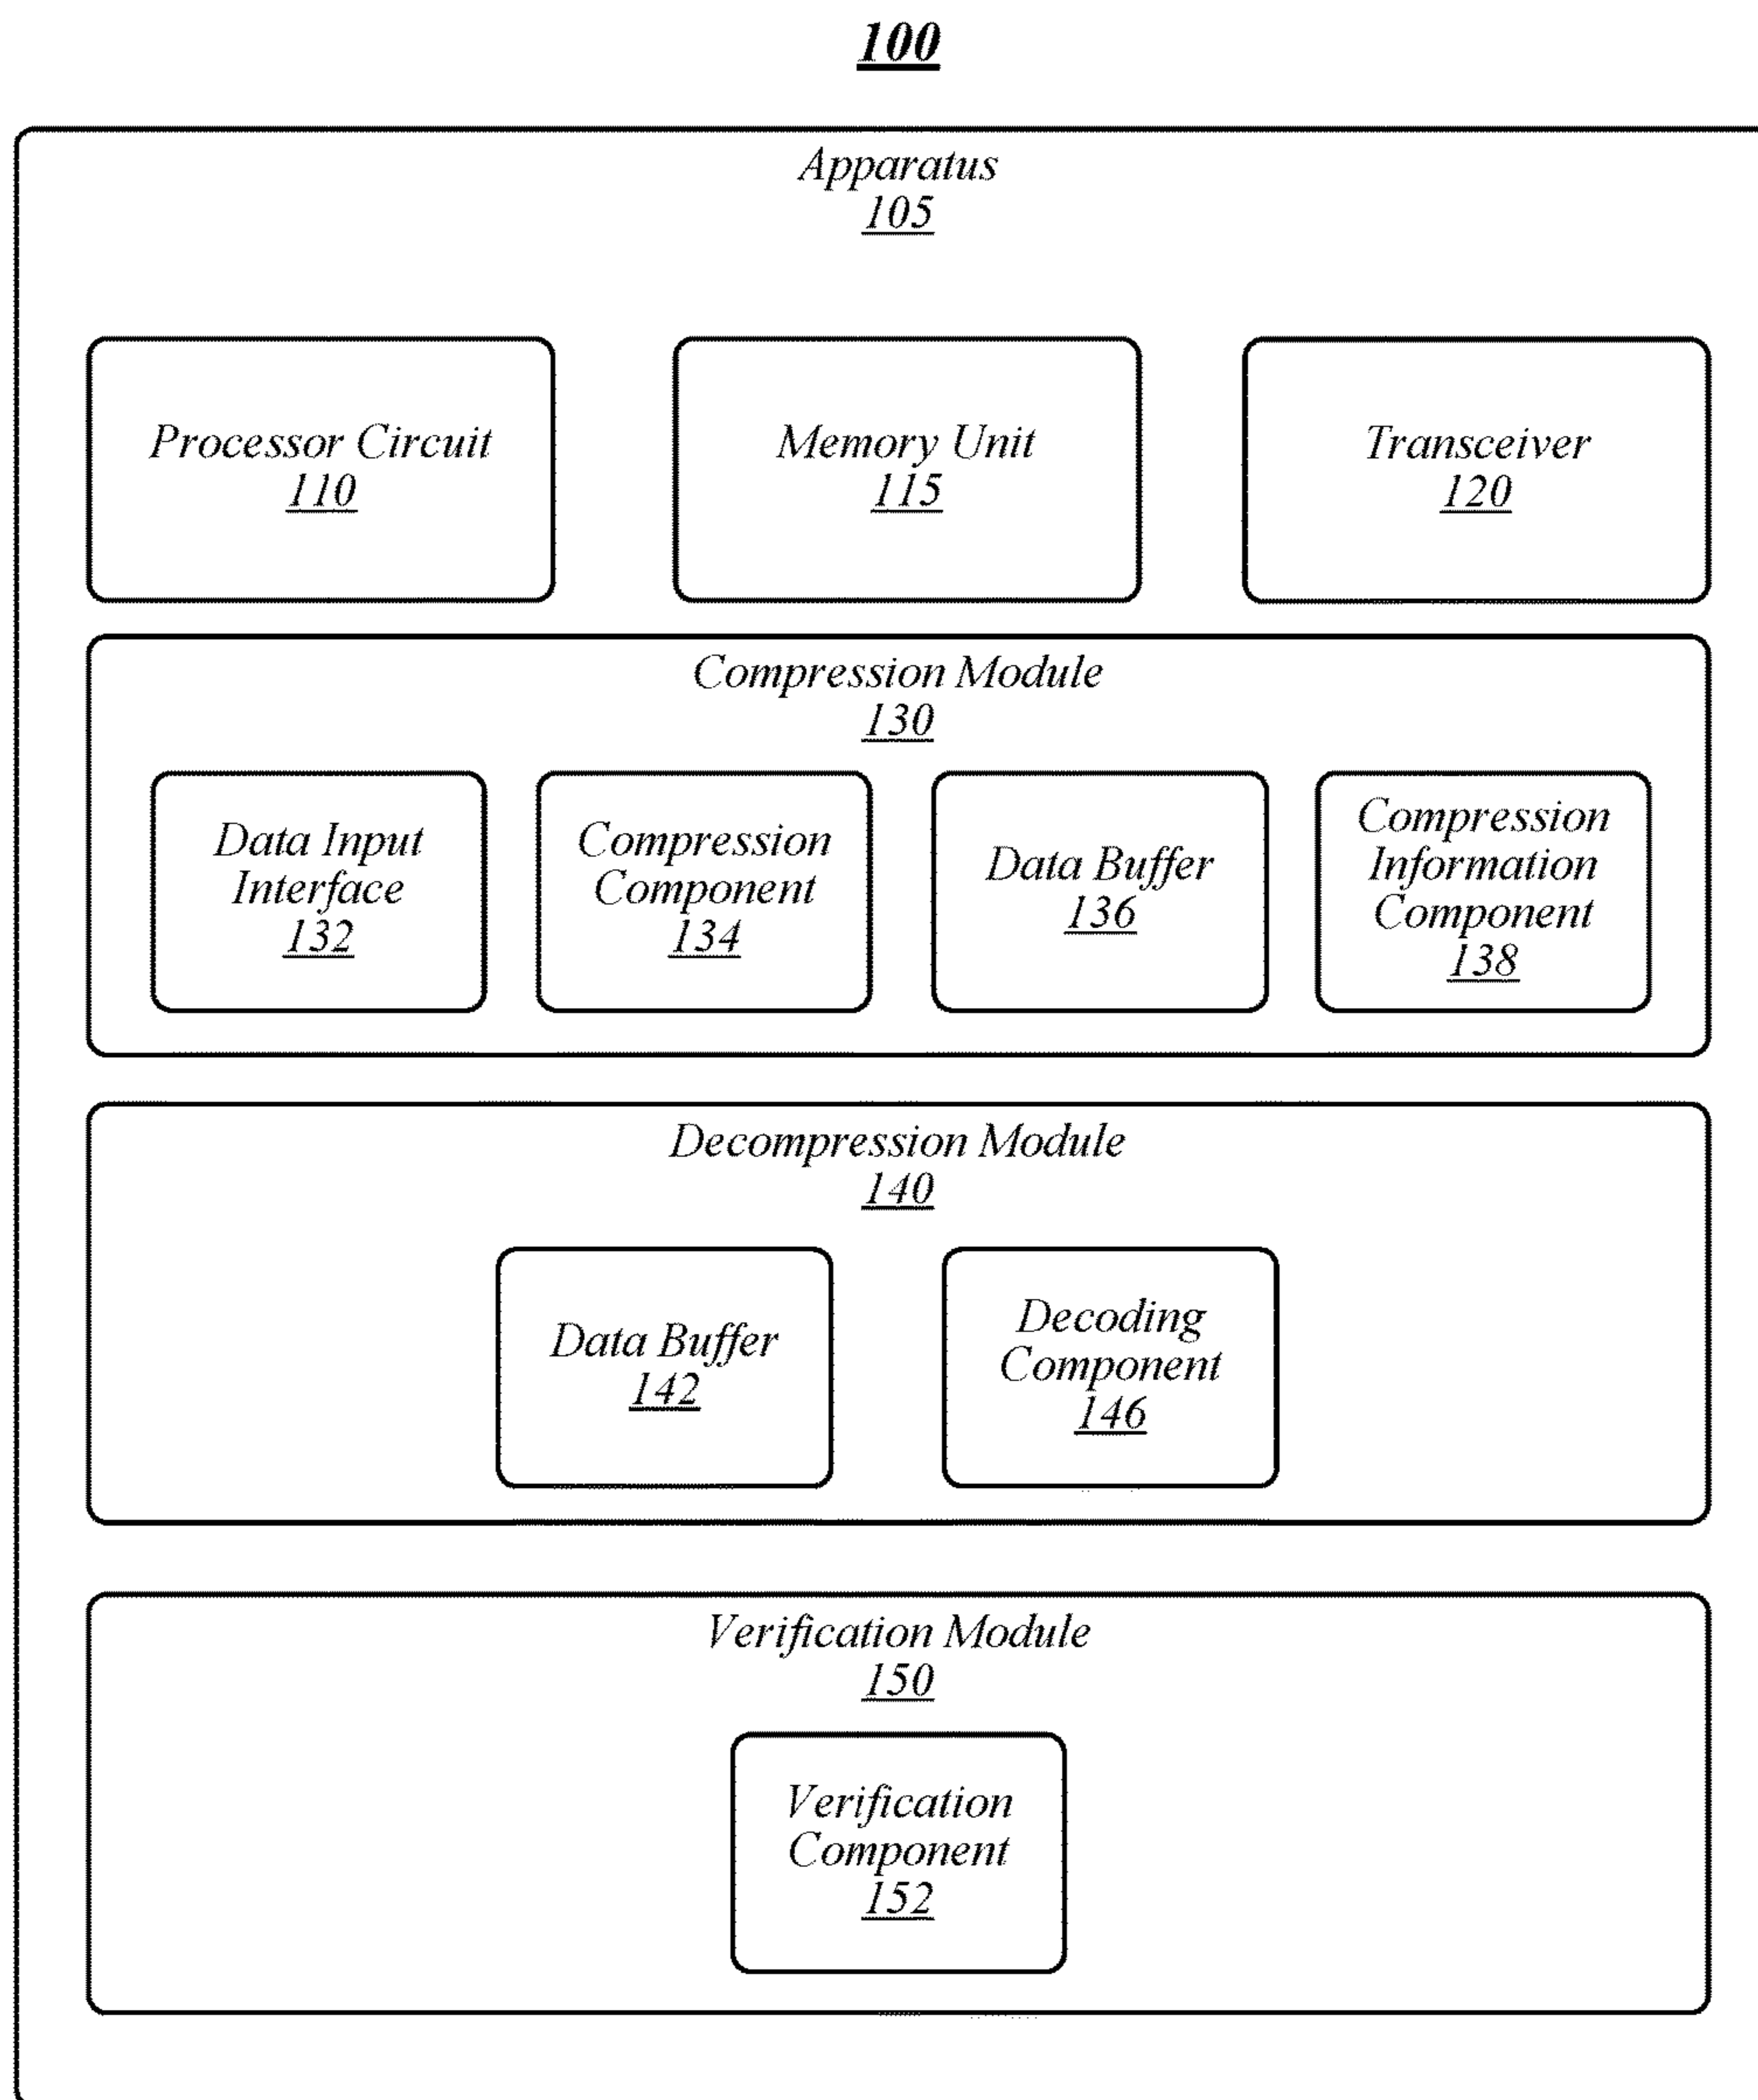 100
Apparatus
105
Processor Circuit
110
Memory Unit
115
Transceiver
120
Compression Module
130
Data Input
Interface
132
Compression
Component
134
Data Buffer
136
Compression
Information
Component
138
Decompression Module
140
Data Buffer
142
Decoding
Component
146
Verification Module
150
Verification
Component
152